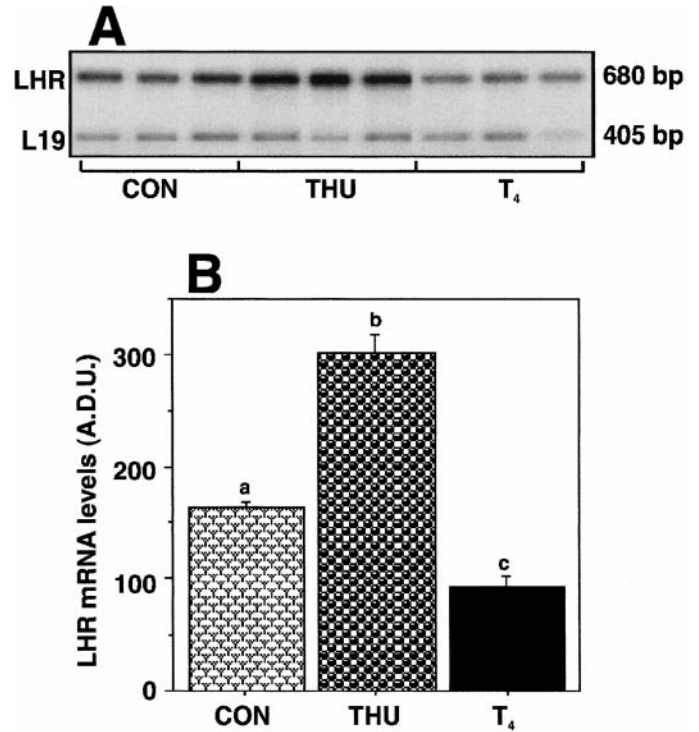 A
LHR 680 bp
L19 405 bp
CON THU T₄
B
LHR mRNA levels (A.D.U.)
300
200
100
0
a
b
c
CON THU T₄